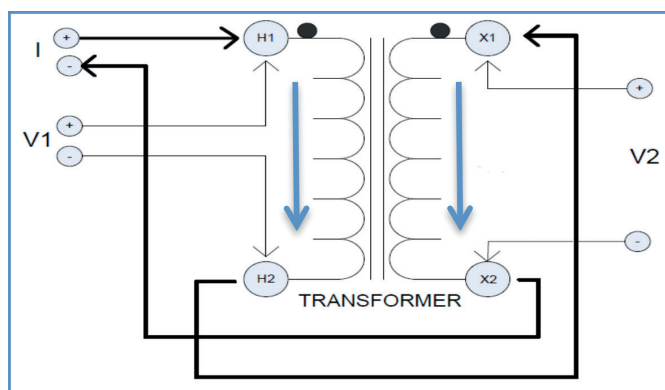 I + H1 X1
-
+
V1
-
+
V2
-
H2 X2
TRANSFORMER